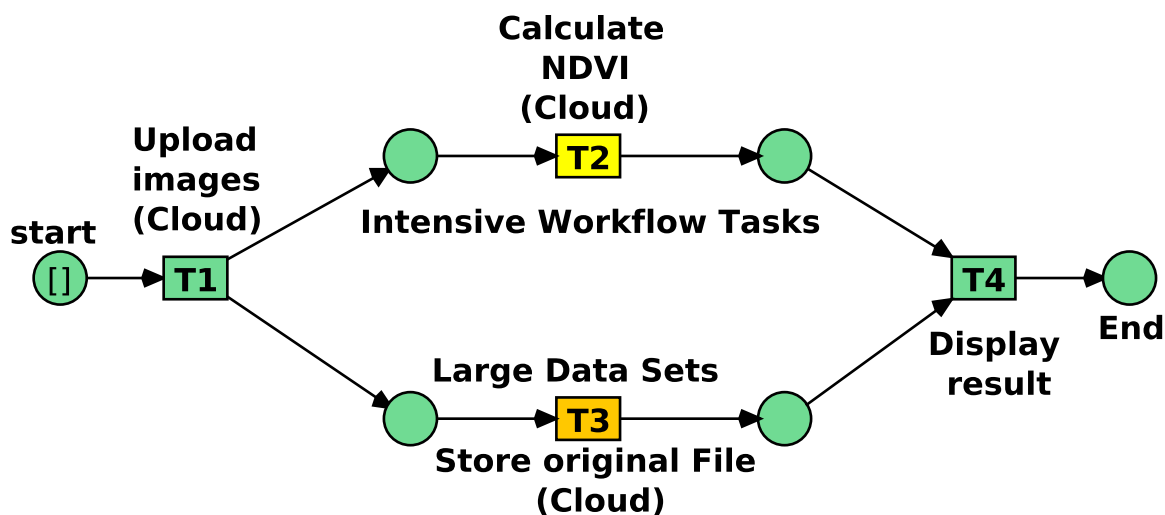 Calculate
NDVI
(Cloud)
Upload
images
(Cloud)
T2
Intensive Workflow Tasks
start
[]
T1
T4
End
Display
result
Large Data Sets
T3
Store original File
(Cloud)